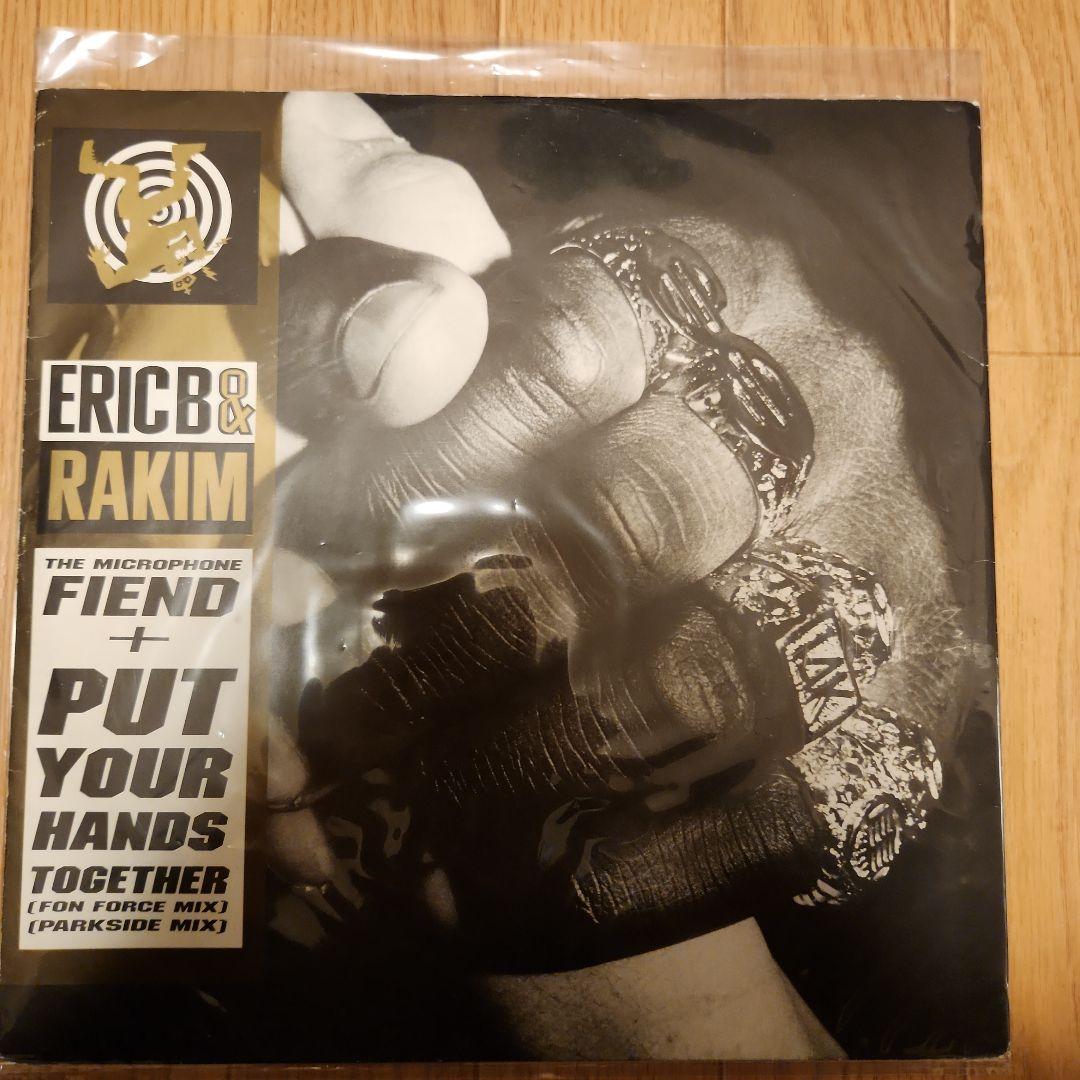 ERIC B &
RAKIM
THE MICROPHONE
FIEND
+
PUT
YOUR
HANDS
TOGETHER
(FON FORCE MIX)
(PARKSIDE MIX)